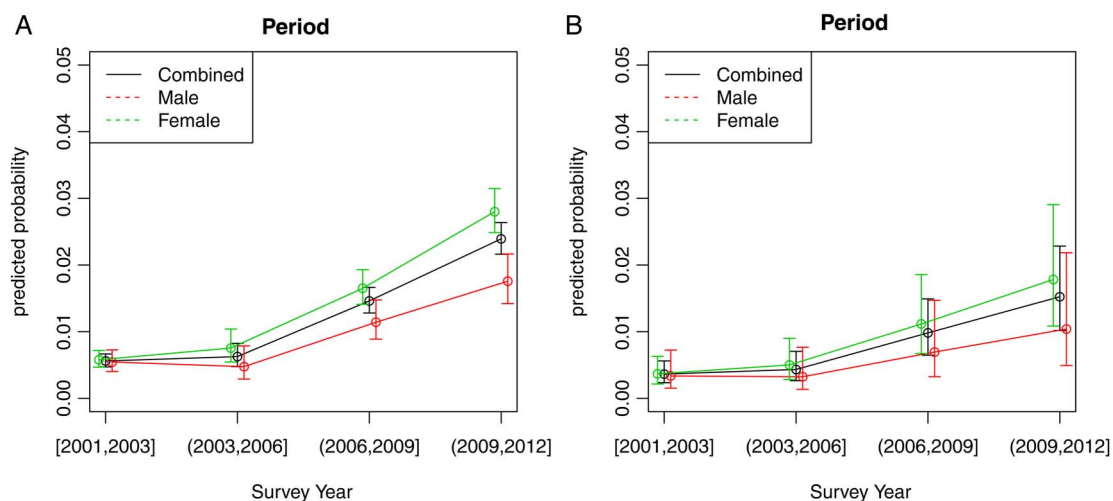 A
Period
Combined
Male
Female
predicted probability
0.05
0.04
0.03
0.02
0.01
0.00
[2001,2003] (2003,2006] (2006,2009] (2009,2012]
Survey Year
B
Period
Combined
Male
Female
predicted probability
0.05
0.04
0.03
0.02
0.01
0.00
[2001,2003] (2003,2006] (2006,2009] (2009,2012]
Survey Year